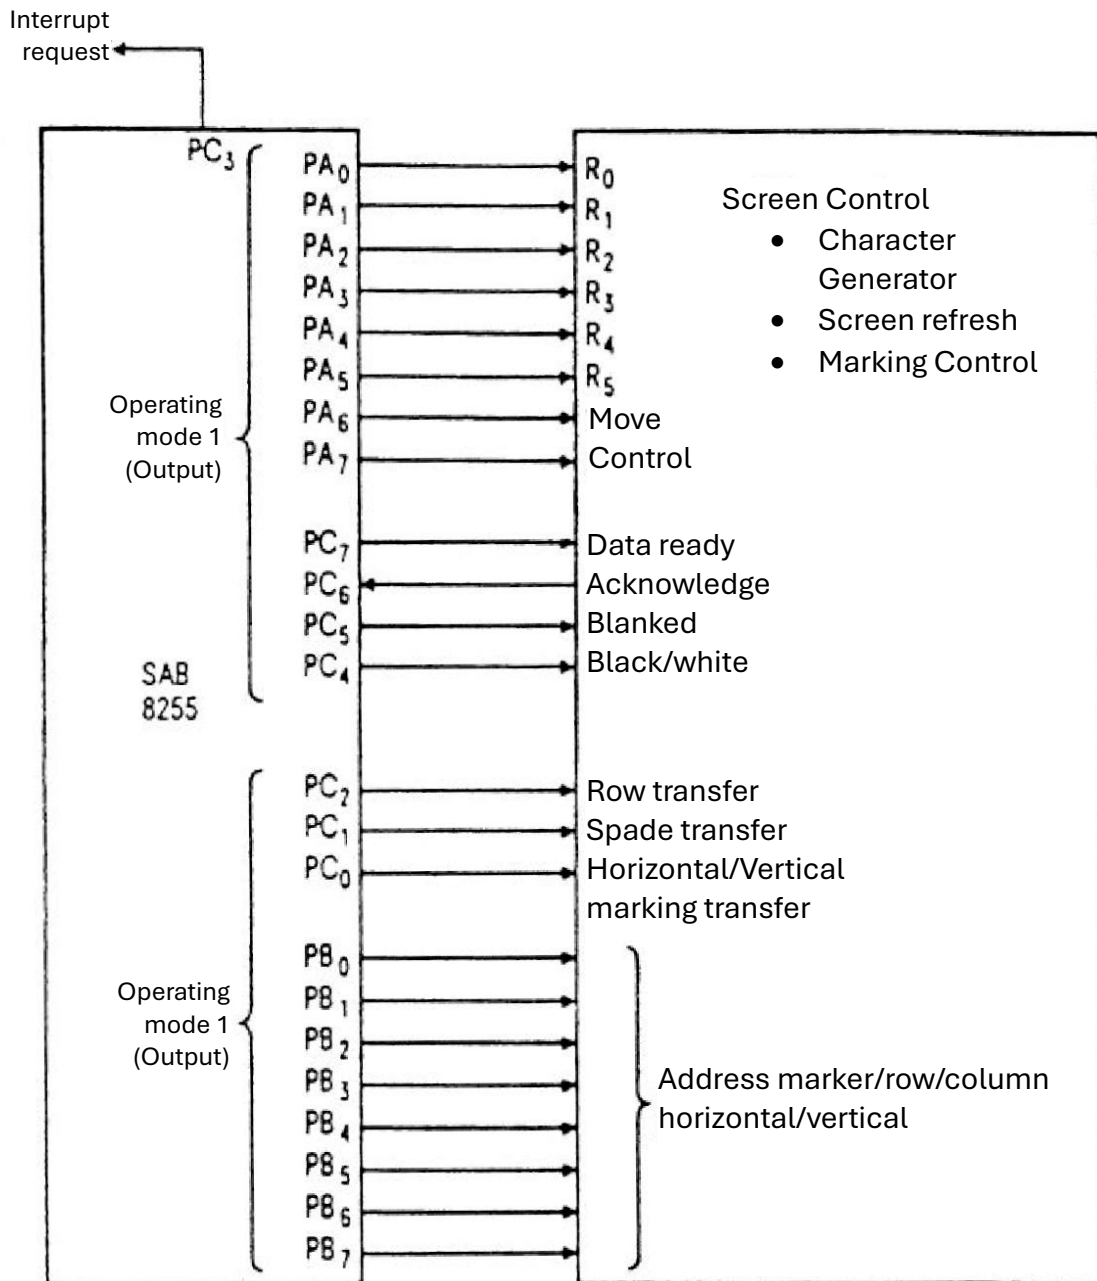 Interrupt
request
PC3
PA0
R0
PA1
R1
PA2
R2
PA3
R3
PA4
R4
PA5
R5
PA6
Move
PA7
Control
Screen Control
• Character
Generator
• Screen refresh
• Marking Control
Operating
mode 1
(Output)
PC7
Data ready
PC6
Acknowledge
PC5
Blanked
PC4
Black/white
SAB
8255
PC2
Row transfer
PC1
Spade transfer
PC0
Horizontal/Vertical
marking transfer
Operating
mode 1
(Output)
PB0
PB1
PB2
PB3
PB4
PB5
PB6
PB7
Address marker/row/column
horizontal/vertical